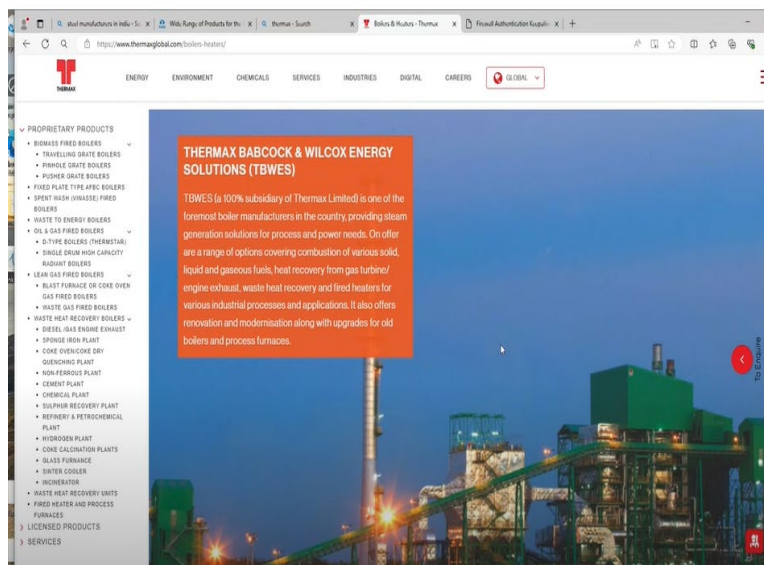 steel manufacturers in india - Se
Wide Range of Products for the
thermax - Search
Boilers & Heaters - Thermax
Firewall Authentication Keepaliv
https://www.thermaxglobal.com/boilers-heaters/
THERMAX
ENERGY
ENVIRONMENT
CHEMICALS
SERVICES
INDUSTRIES
DIGITAL
CAREERS
GLOBAL
PROPRIETARY PRODUCTS
BIOMASS FIRED BOILERS
TRAVELLING GRATE BOILERS
PINHOLE GRATE BOILERS
PUSHER GRATE BOILERS
FIXED PLATE TYPE AFBC BOILERS
SPENT WASH (VINASSE) FIRED
BOILERS
WASTE TO ENERGY BOILERS
OIL & GAS FIRED BOILERS
D-TYPE BOILERS (THERMSTAR)
SINGLE DRUM HIGH CAPACITY
RADIANT BOILERS
LEAN GAS FIRED BOILERS
BLAST FURNACE OR COKE OVEN
GAS FIRED BOILERS
WASTE GAS FIRED BOILERS
WASTE HEAT RECOVERY BOILERS
DIESEL /GAS ENGINE EXHAUST
SPONGE IRON PLANT
COKE OVEN/COKE DRY
QUENCHING PLANT
NON-FERROUS PLANT
CEMENT PLANT
CHEMICAL PLANT
SULPHUR RECOVERY PLANT
REFINERY & PETROCHEMICAL
PLANT
HYDROGEN PLANT
COKE CALCINATION PLANTS
GLASS FURNANCE
SINTER COOLER
INCINERATOR
WASTE HEAT RECOVERY UNITS
FIRED HEATER AND PROCESS
FURNACES
LICENSED PRODUCTS
SERVICES
THERMAX BABCOCK & WILCOX ENERGY
SOLUTIONS (TBWES)
TBWES (a 100% subsidiary of Thermax Limited) is one of the
foremost boiler manufacturers in the country, providing steam
generation solutions for process and power needs. On offer
are a range of options covering combustion of various solid,
liquid and gaseous fuels, heat recovery from gas turbine/
engine exhaust, waste heat recovery and fired heaters for
various industrial processes and applications. It also offers
renovation and modernisation along with upgrades for old
boilers and process furnaces.
To Enquire